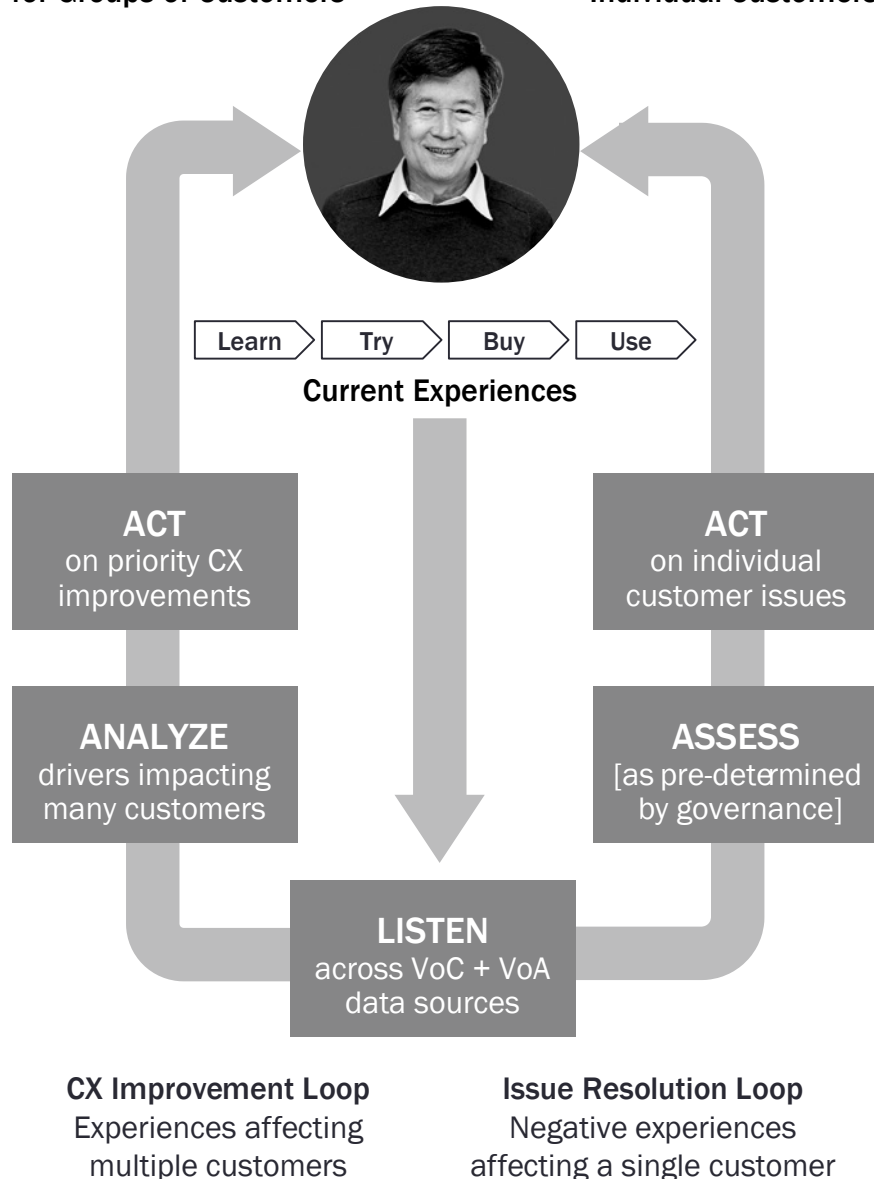 for Groups of Customers
Individual Customers
Learn
Try
Buy
Use
Current Experiences
ACT
on priority CX
improvements
ACT
on individual
customer issues
ANALYZE
drivers impacting
many customers
ASSESS
[as pre-determined
by governance]
LISTEN
across VoC + VoA
data sources
CX Improvement Loop
Experiences affecting
multiple customers
Issue Resolution Loop
Negative experiences
affecting a single customer